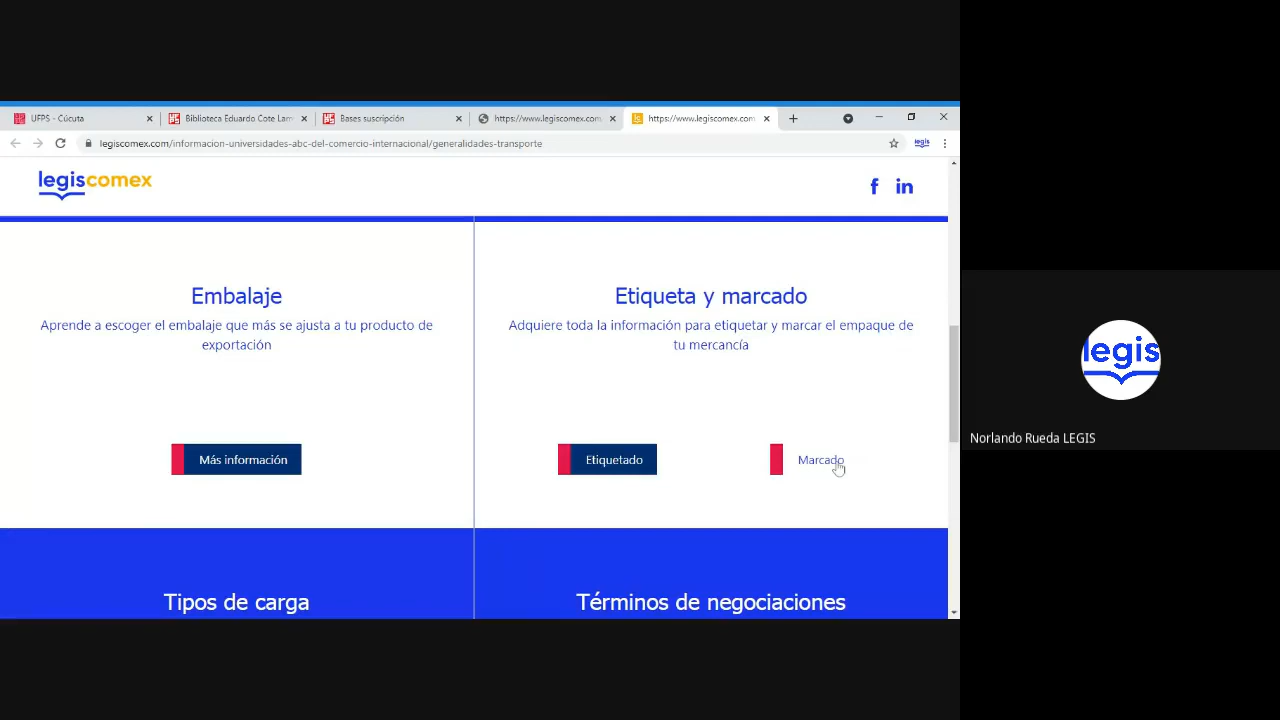 UFPS - Cúcuta
Biblioteca Eduardo Cote Lam
Bases suscripción
https://www.legiscomex.com
https://www.legiscomex.com
legiscomex.com/informacion-universidades-abc-del-comercio-internacional/generalidades-transporte
legis
legiscomex
f in
Embalaje
Aprende a escoger el embalaje que más se ajusta a tu producto de
exportación
Más información
Etiqueta y marcado
Adquiere toda la información para etiquetar y marcar el empaque de
tu mercancía
Etiquetado
Marcado
Tipos de carga
Términos de negociaciones
legis
Norlando Rueda LEGIS